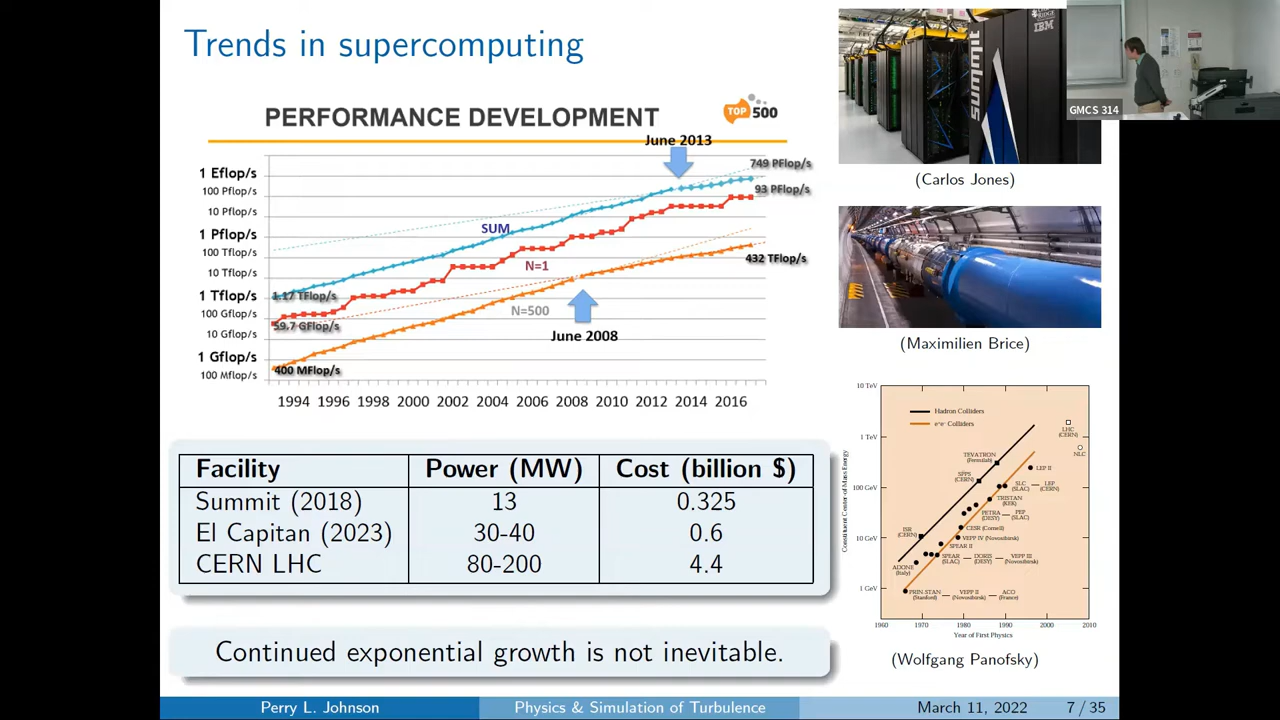 Trends in supercomputing
PERFORMANCE DEVELOPMENT
TOP 500
June 2013
1 Eflop/s
100 Pflop/s
10 Pflop/s
1 Pflop/s
100 Tflop/s
10 Tflop/s
1 Tflop/s
100 Gflop/s
10 Gflop/s
1 Gflop/s
100 Mflop/s
749 PFlop/s
93 PFlop/s
432 TFlop/s
SUM
N=1
N=500
1.17 TFlop/s
59.7 GFlop/s
400 MFlop/s
June 2008
1994 1996 1998 2000 2002 2004 2006 2008 2010 2012 2014 2016
Facility Power (MW) Cost (billion $)
Summit (2018) 13 0.325
El Capitan (2023) 30-40 0.6
CERN LHC 80-200 4.4
Continued exponential growth is not inevitable.
IBM
SUMMIT
GMCS 314
(Carlos Jones)
(Maximilien Brice)
10 TeV
1 TeV
100 GeV
10 GeV
1 GeV
Constituent Center-of-Mass Energy
Hadron Colliders
e⁺e⁻ Colliders
LHC
(CERN)
NLC
TEVATRON
(Fermilab)
LEP II
SPPS
(CERN)
SLC
(SLAC)
LEP
(CERN)
TRISTAN
(KEK)
PETRA
(DESY)
PEP
(SLAC)
ISR
(CERN)
CESR (Cornell)
VEPP IV (Novosibirsk)
SPEAR II
SPEAR
(SLAC)
DORIS
(DESY)
VEPP III
(Novosibirsk)
ADONE
(Italy)
PRIN-STAN
(Stanford)
VEPP II
(Novosibirsk)
ACO
(France)
1960 1970 1980 1990 2000 2010
Year of First Physics
(Wolfgang Panofsky)
Perry L. Johnson Physics & Simulation of Turbulence March 11, 2022 7 / 35